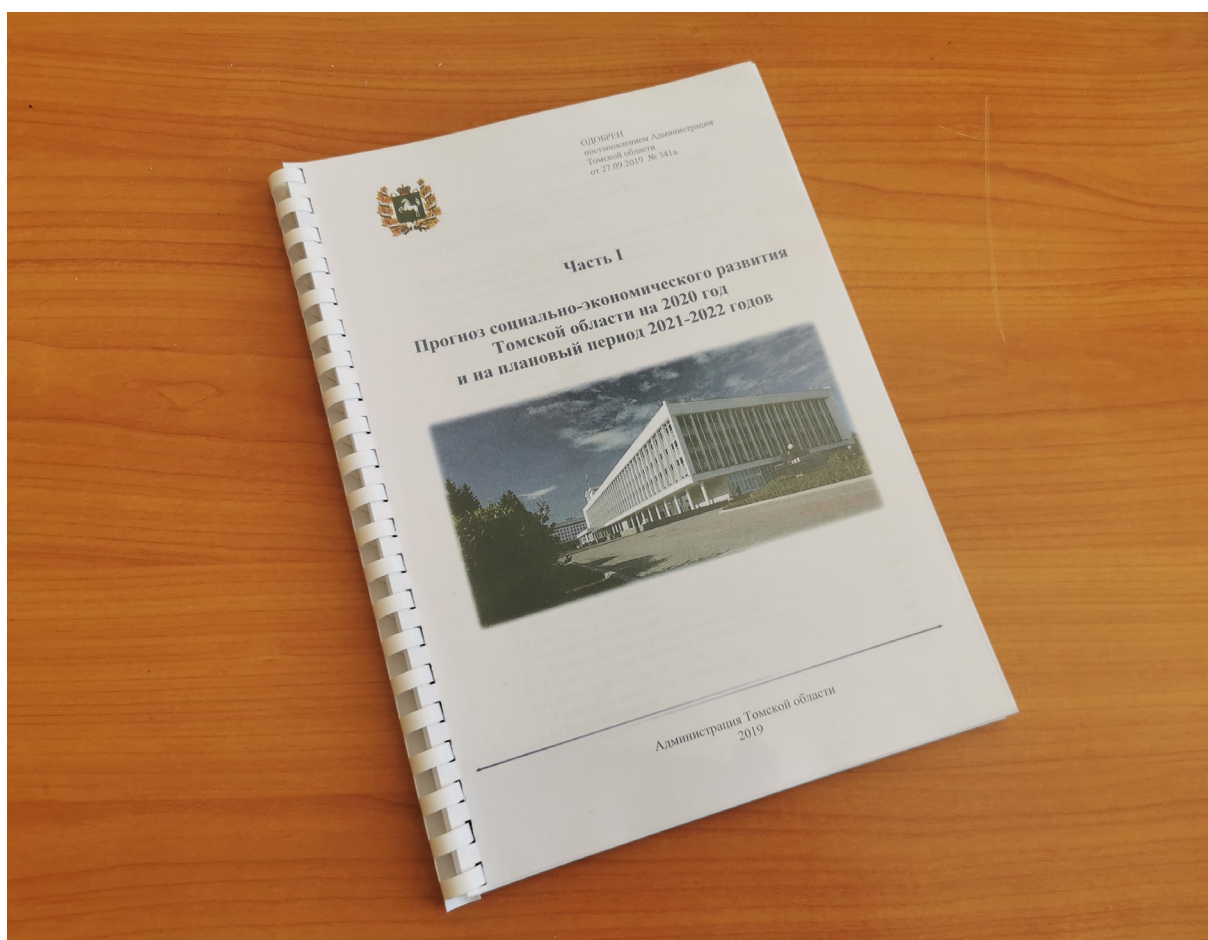 ОДОБРЕН
постановлением Администрации
Томской области
от 27.09.2019 № 341а
Часть I
Прогноз социально-экономического развития
Томской области на 2020 год
и на плановый период 2021-2022 годов
Администрация Томской области
2019